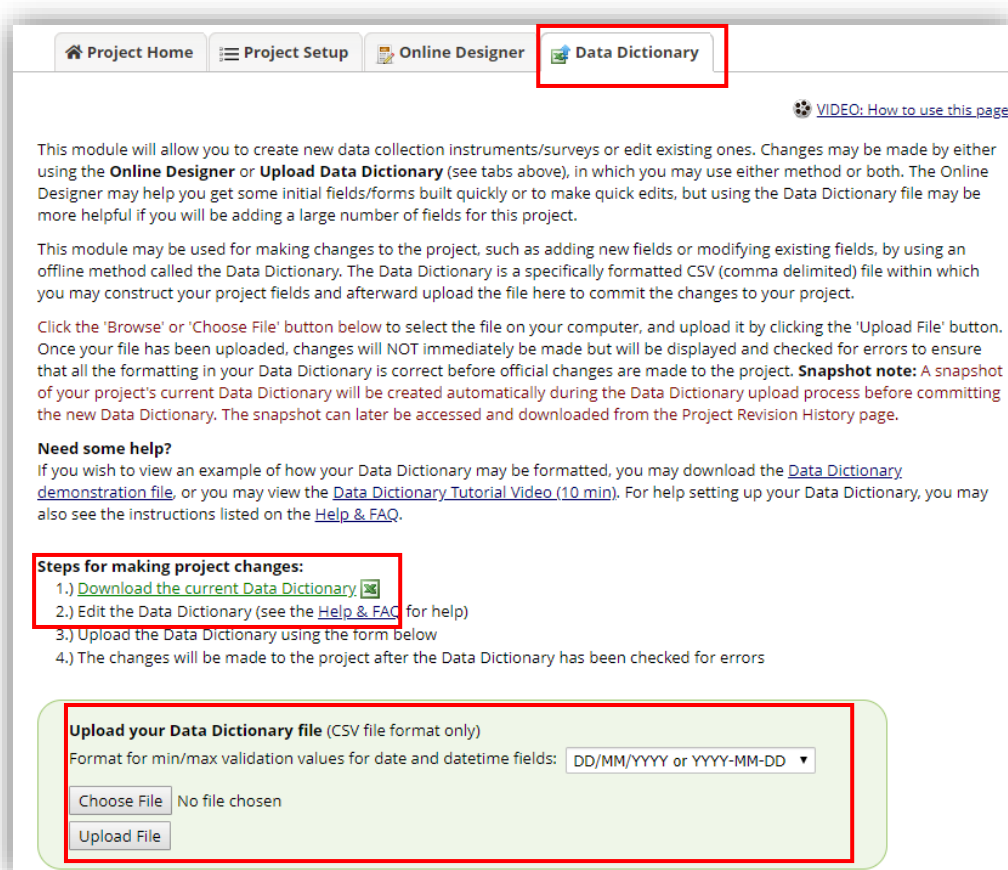 Project Home Project Setup Online Designer Data Dictionary
VIDEO: How to use this page
This module will allow you to create new data collection instruments/surveys or edit existing ones. Changes may be made by either
using the Online Designer or Upload Data Dictionary (see tabs above), in which you may use either method or both. The Online
Designer may help you get some initial fields/forms built quickly or to make quick edits, but using the Data Dictionary file may be
more helpful if you will be adding a large number of fields for this project.
This module may be used for making changes to the project, such as adding new fields or modifying existing fields, by using an
offline method called the Data Dictionary. The Data Dictionary is a specifically formatted CSV (comma delimited) file within which
you may construct your project fields and afterward upload the file here to commit the changes to your project.
Click the 'Browse' or 'Choose File' button below to select the file on your computer, and upload it by clicking the 'Upload File' button.
Once your file has been uploaded, changes will NOT immediately be made but will be displayed and checked for errors to ensure
that all the formatting in your Data Dictionary is correct before official changes are made to the project. Snapshot note: A snapshot
of your project's current Data Dictionary will be created automatically during the Data Dictionary upload process before committing
the new Data Dictionary. The snapshot can later be accessed and downloaded from the Project Revision History page.
Need some help?
If you wish to view an example of how your Data Dictionary may be formatted, you may download the Data Dictionary
demonstration file, or you may view the Data Dictionary Tutorial Video (10 min). For help setting up your Data Dictionary, you may
also see the instructions listed on the Help & FAQ.
Steps for making project changes:
1.) Download the current Data Dictionary
2.) Edit the Data Dictionary (see the Help & FAQ for help)
3.) Upload the Data Dictionary using the form below
4.) The changes will be made to the project after the Data Dictionary has been checked for errors
Upload your Data Dictionary file (CSV file format only)
Format for min/max validation values for date and datetime fields: DD/MM/YYYY or YYYY-MM-DD
Choose File No file chosen
Upload File